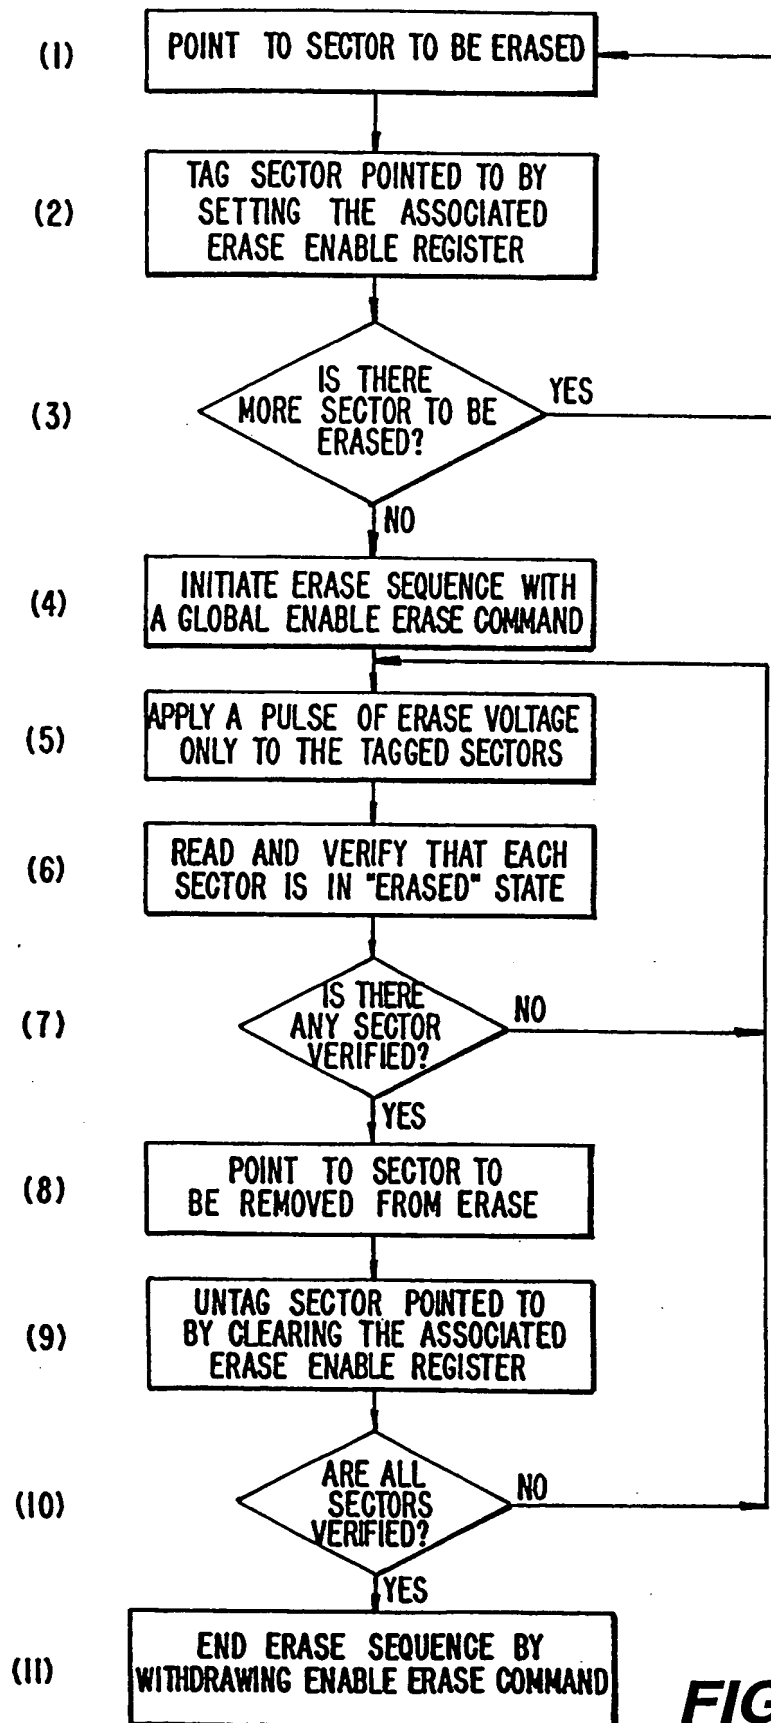 (1)
POINT TO SECTOR TO BE ERASED
(2)
TAG SECTOR POINTED TO BY
SETTING THE ASSOCIATED
ERASE ENABLE REGISTER
(3)
IS THERE
MORE SECTOR TO BE
ERASED?
YES
NO
(4)
INITIATE ERASE SEQUENCE WITH
A GLOBAL ENABLE ERASE COMMAND
(5)
APPLY A PULSE OF ERASE VOLTAGE
ONLY TO THE TAGGED SECTORS
(6)
READ AND VERIFY THAT EACH
SECTOR IS IN "ERASED" STATE
(7)
IS THERE
ANY SECTOR
VERIFIED?
NO
YES
(8)
POINT TO SECTOR TO
BE REMOVED FROM ERASE
(9)
UNTAG SECTOR POINTED TO
BY CLEARING THE ASSOCIATED
ERASE ENABLE REGISTER
(10)
ARE ALL
SECTORS
VERIFIED?
NO
YES
(11)
END ERASE SEQUENCE BY
WITHDRAWING ENABLE ERASE COMMAND
FIG